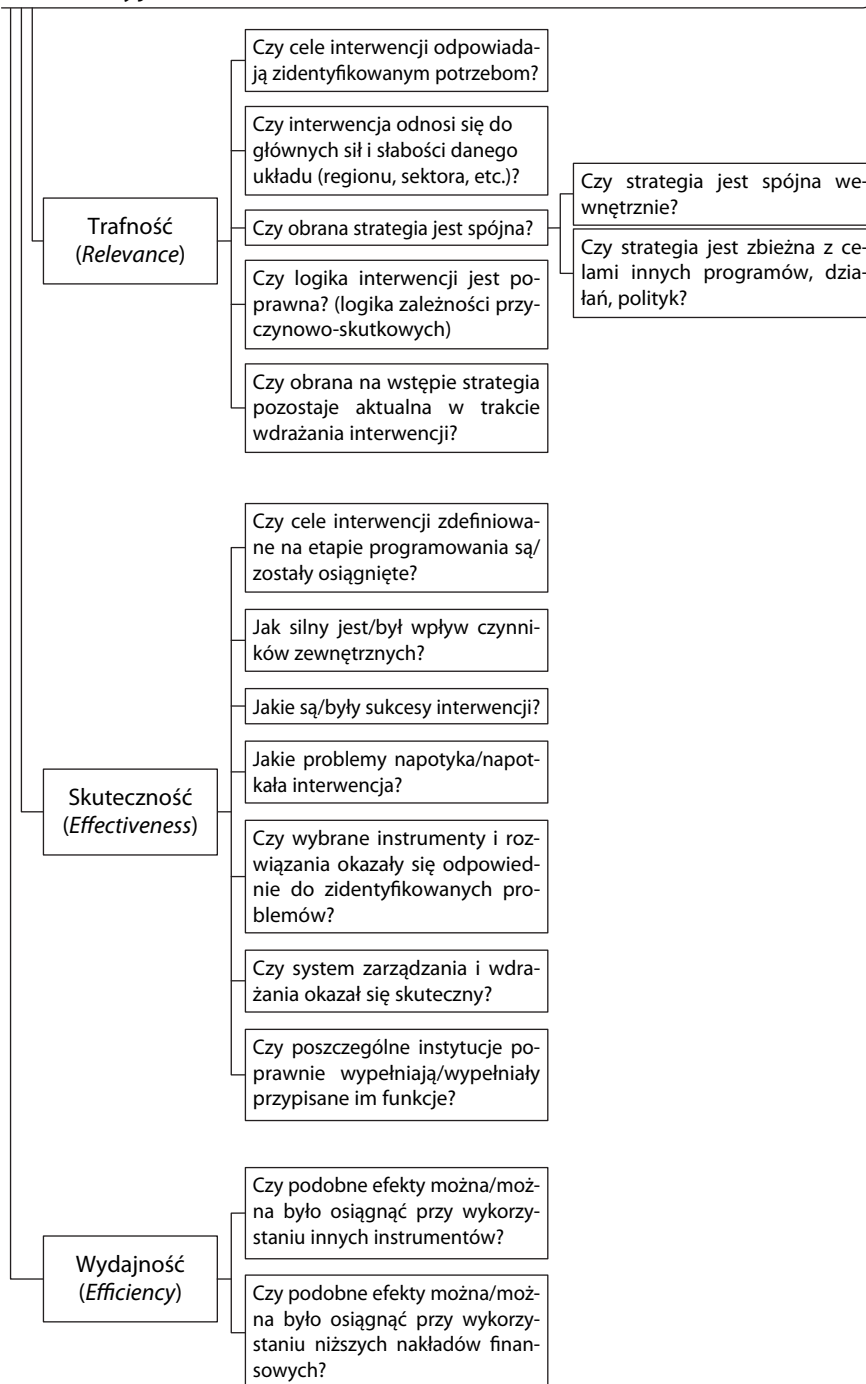 Czy cele interwencji odpowiada-
ją zidentyfikowanym potrzebom?
Czy interwencja odnosi się do
głównych sił i słabości danego
układu (regionu, sektora, etc.)?
Trafność
(Relevance)
Czy obrana strategia jest spójna?
Czy strategia jest spójna we-
wnętrznie?
Czy strategia jest zbieżna z ce-
lami innych programów, dzia-
łań, polityk?
Czy logika interwencji jest po-
prawna? (logika zależności przy-
czynowo-skutkowych)
Czy obrana na wstępie strategia
pozostaje aktualna w trakcie
wdrażania interwencji?
Czy cele interwencji zdefiniowa-
ne na etapie programowania są/
zostały osiągnięte?
Jak silny jest/był wpływ czynni-
ków zewnętrznych?
Jakie są/były sukcesy interwencji?
Jakie problemy napotyka/napot-
kała interwencja?
Skuteczność
(Effectiveness)
Czy wybrane instrumenty i roz-
wiązania okazały się odpowied-
nie do zidentyfikowanych pro-
blemów?
Czy system zarządzania i wdra-
żania okazał się skuteczny?
Czy poszczególne instytucje po-
prawnie wypełniają/wypełniały
przypisane im funkcje?
Czy podobne efekty można/moż-
na było osiągnąć przy wykorzy-
staniu innych instrumentów?
Wydajność
(Efficiency)
Czy podobne efekty można/moż-
na było osiągnąć przy wykorzy-
staniu niższych nakładów finan-
sowych?